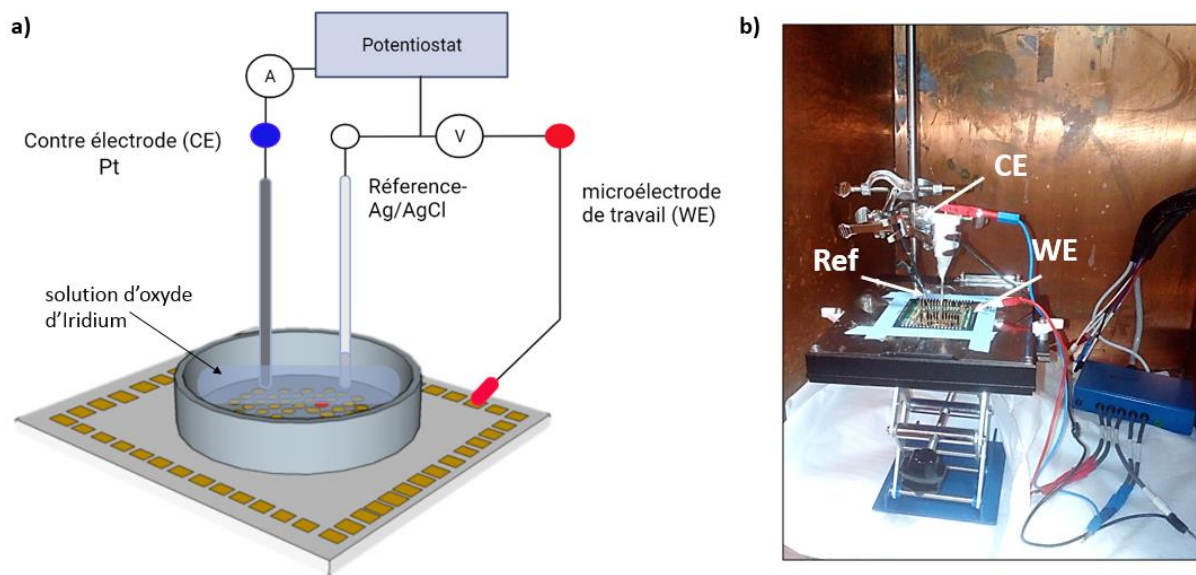 a)
Potentiostat
A
V
Contre électrode (CE)
Pt
Réference-
Ag/AgCl
microélectrode
de travail (WE)
solution d'oxyde
d'Iridium
b)
CE
WE
Ref